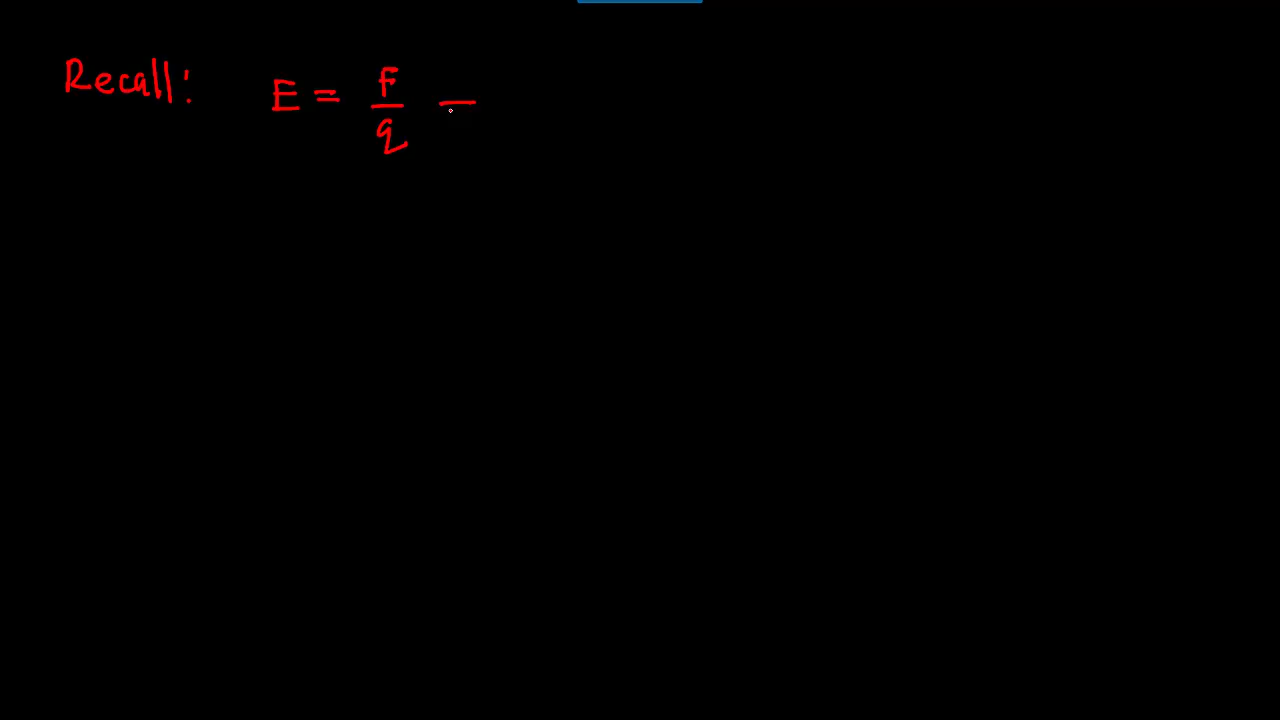 Recall: E = F/q —